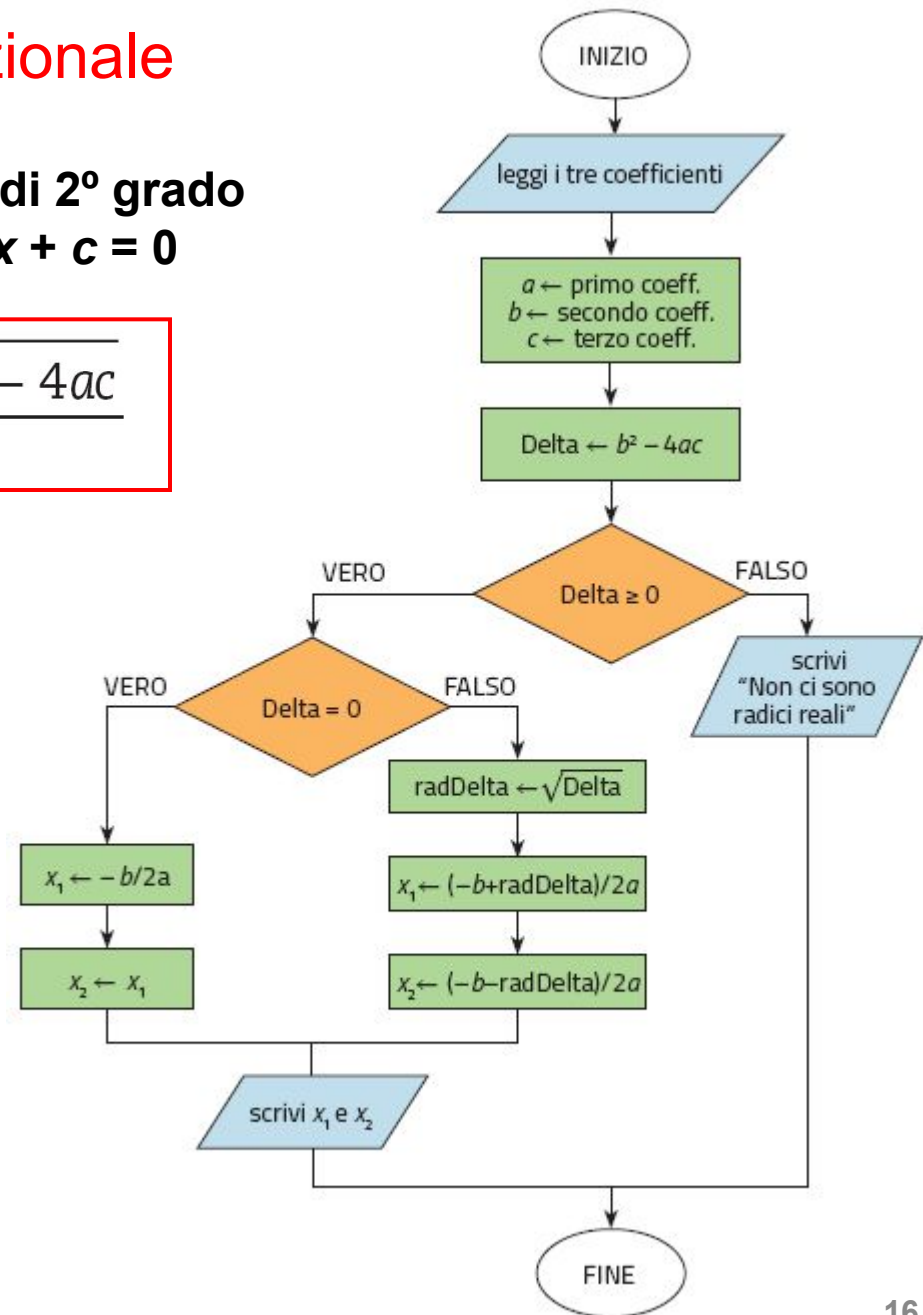 zionale
di 2º grado
x + c = 0
– 4ac
INIZIO
leggi i tre coefficienti
a ← primo coeff.
b ← secondo coeff.
c ← terzo coeff.
Delta ← b² – 4ac
Delta ≥ 0
VERO
FALSO
Delta = 0
VERO
FALSO
scrivi
"Non ci sono
radici reali"
radDelta ← √Delta
x₁ ← – b/2a
x₁ ← (–b+radDelta)/2a
x₂ ← x₁
x₂ ← (–b–radDelta)/2a
scrivi x₁ e x₂
FINE
16